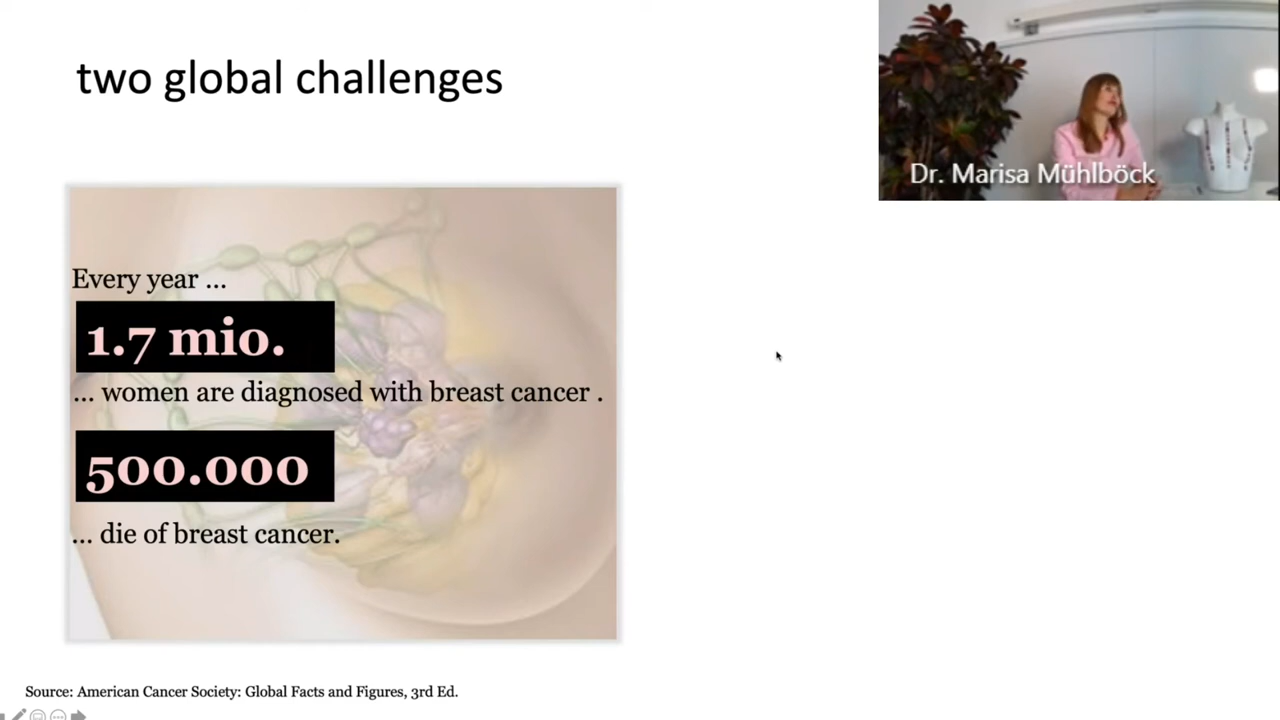 two global challenges
Dr. Marisa Mühlböck
Every year ...
1.7 mio.
... women are diagnosed with breast cancer .
500.000
... die of breast cancer.
Source: American Cancer Society: Global Facts and Figures, 3rd Ed.